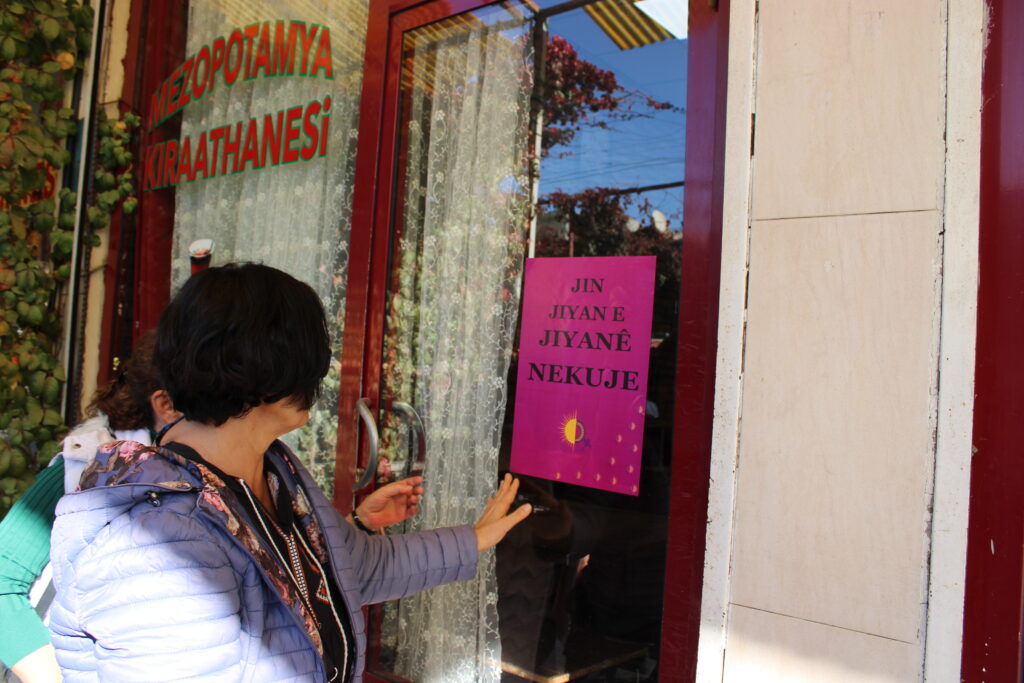 MEZOPOTAMYA
KIRAATHANESİ
JIN
JIYAN E
JIYANÊ
NEKUJE